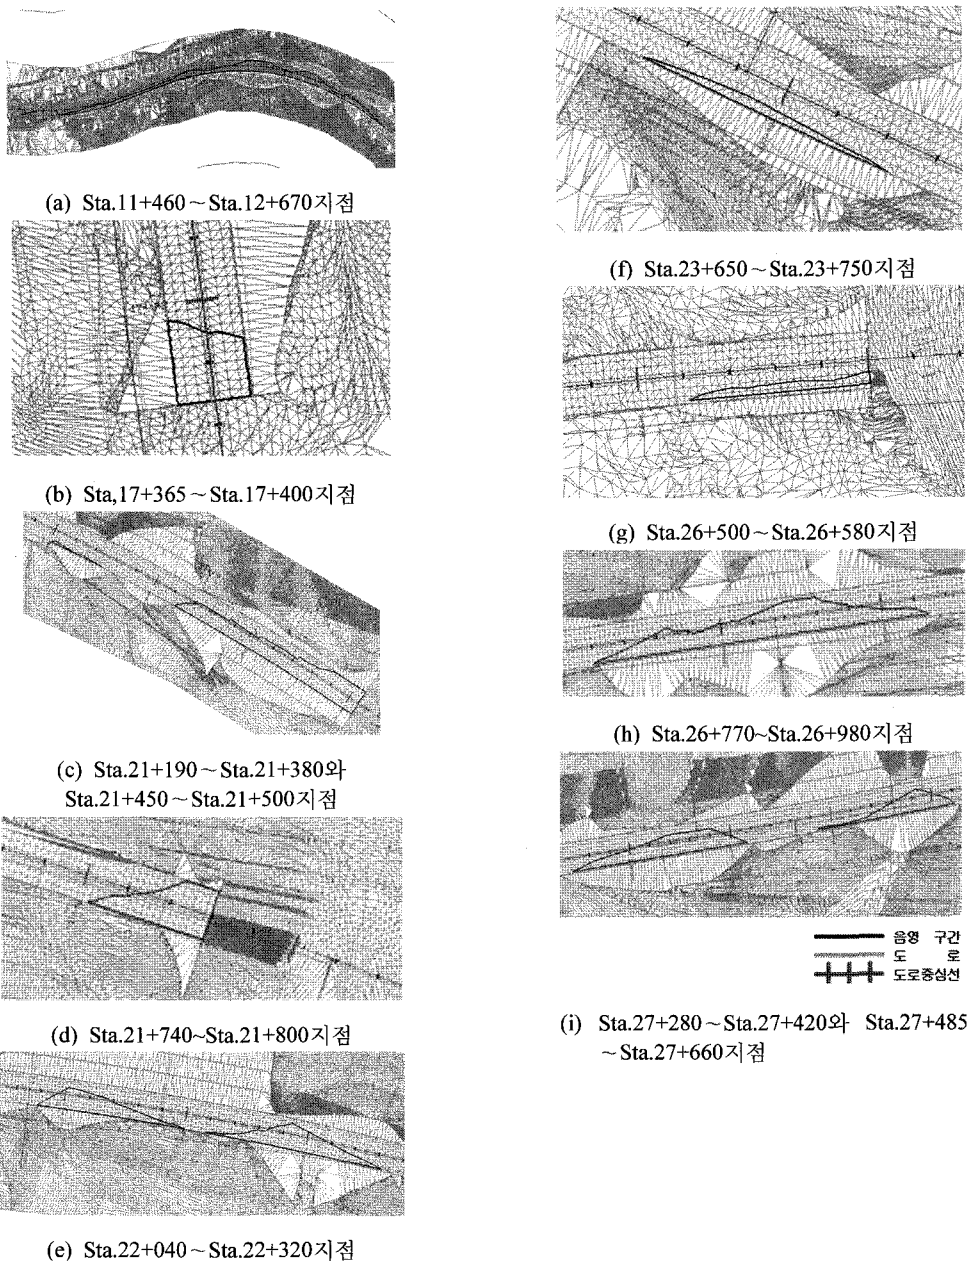 (a) Sta.11+460～Sta.12+670지점
(b) Sta,17+365～Sta.17+400지점
(c) Sta.21+190～Sta.21+380와
Sta.21+450～Sta.21+500지점
(d) Sta.21+740~Sta.21+800지점
(e) Sta.22+040～Sta.22+320지점
(f) Sta.23+650～Sta.23+750지점
(g) Sta.26+500～Sta.26+580지점
(h) Sta.26+770~Sta.26+980지점
음영 구간
도 로
도로중심선
(i) Sta.27+280～Sta.27+420와 Sta.27+485
～Sta.27+660지점